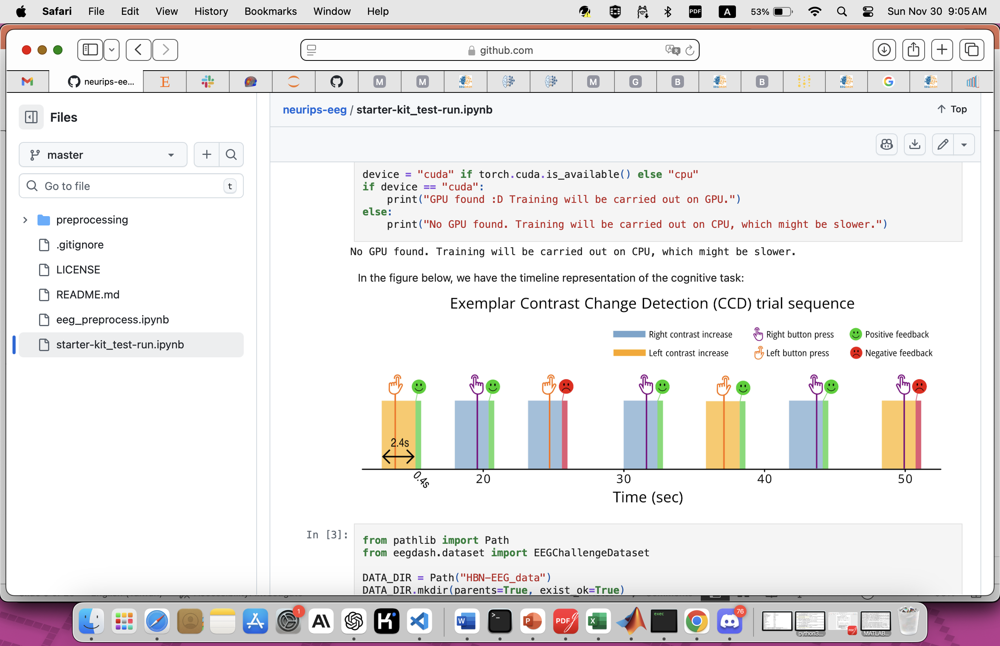 Safari File Edit View History Bookmarks Window Help PDF A 53% Sun Nov 30 9:05 AM
github.com
neurips-ee... E M M EEGDASH M G B EEGDASH B EEGDASH G EEGDASH
Files
master
Go to file t
preprocessing
.gitignore
LICENSE
README.md
eeg_preprocess.ipynb
starter-kit_test-run.ipynb
neurips-eeg / starter-kit_test-run.ipynb Top
device = "cuda" if torch.cuda.is_available() else "cpu"
if device == "cuda":
    print("GPU found :D Training will be carried out on GPU.")
else:
    print("No GPU found. Training will be carried out on CPU, which might be slower.")
No GPU found. Training will be carried out on CPU, which might be slower.
In the figure below, we have the timeline representation of the cognitive task:
Exemplar Contrast Change Detection (CCD) trial sequence
Right contrast increase Right button press Positive feedback
Left contrast increase Left button press Negative feedback
2.4s
0.4s
20 30 40 50
Time (sec)
In [3]:
from pathlib import Path
from eegdash.dataset import EEGChallengeDataset
DATA_DIR = Path("HBN-EEG_data")
DATA_DIR.mkdir(parents=True, exist_ok=True)
1 W >_ P PDF X exec 76
python3.... PDF MATLAB...